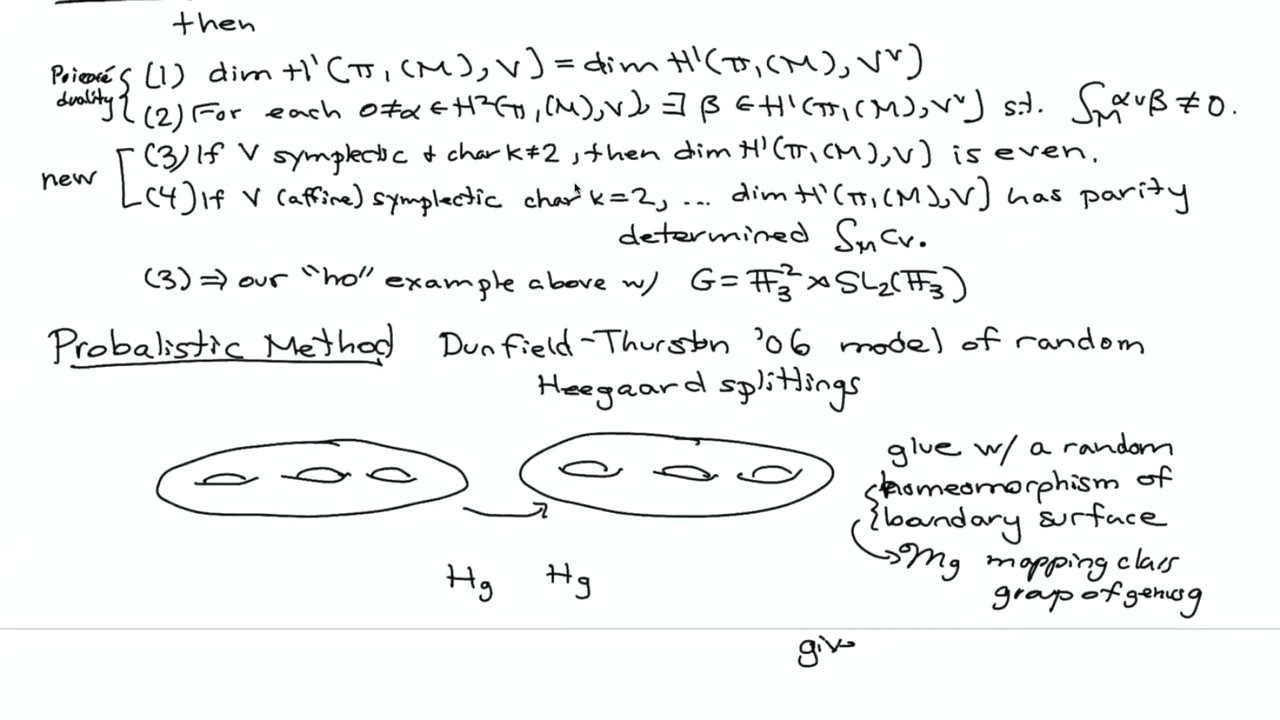 then
Poicaré duality { (1) dim H¹(π₁(M), V) = dim H¹(π₁(M), V^∨)
(2) For each 0≠α ∈ H²(π₁(M), V), ∃ β ∈ H¹(π₁(M), V^∨) s.t. ∫_M α∪β ≠ 0.
new [ (3) If V symplectic & char k≠2, then dim H¹(π₁(M), V) is even.
(4) If V (affine) symplectic char k=2, ... dim H¹(π₁(M), V) has parity
determined ∫_M c_V.
(3) ⇒ our "no" example above w/ G = 𝔽₃² ⋊ SL₂(𝔽₃)
Probalistic Method Dunfield-Thurston '06 model of random
Heegaard splittings
glue w/ a random
homeomorphism of
boundary surface
M_g mapping class
group of genus g
H_g H_g
give